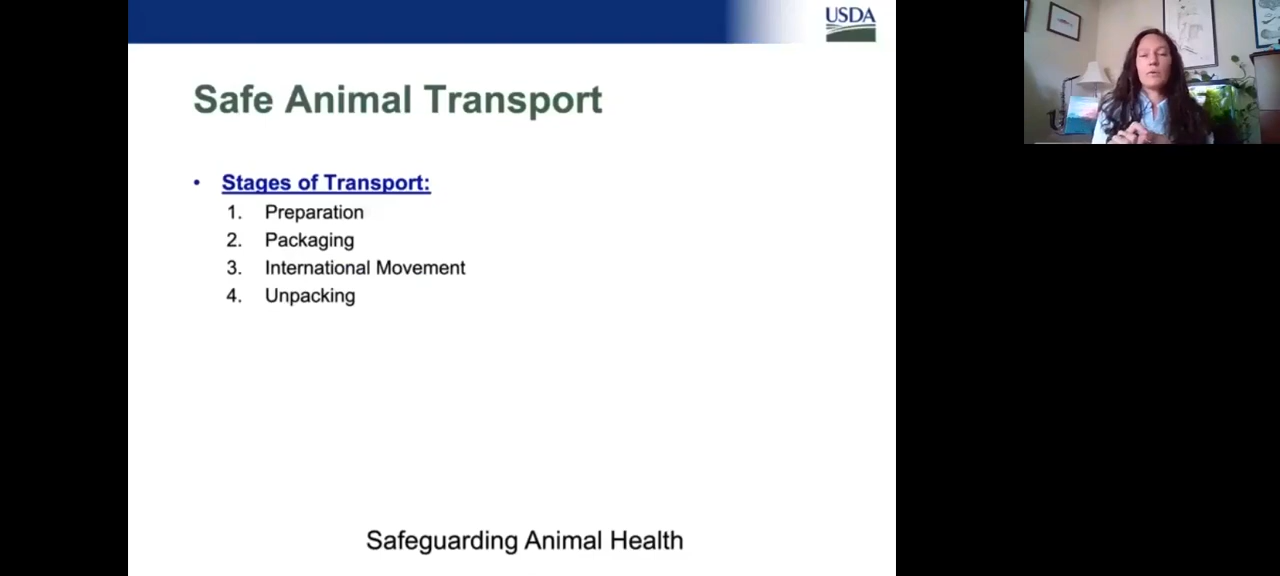 USDA
Safe Animal Transport
• Stages of Transport:
1. Preparation
2. Packaging
3. International Movement
4. Unpacking
Safeguarding Animal Health